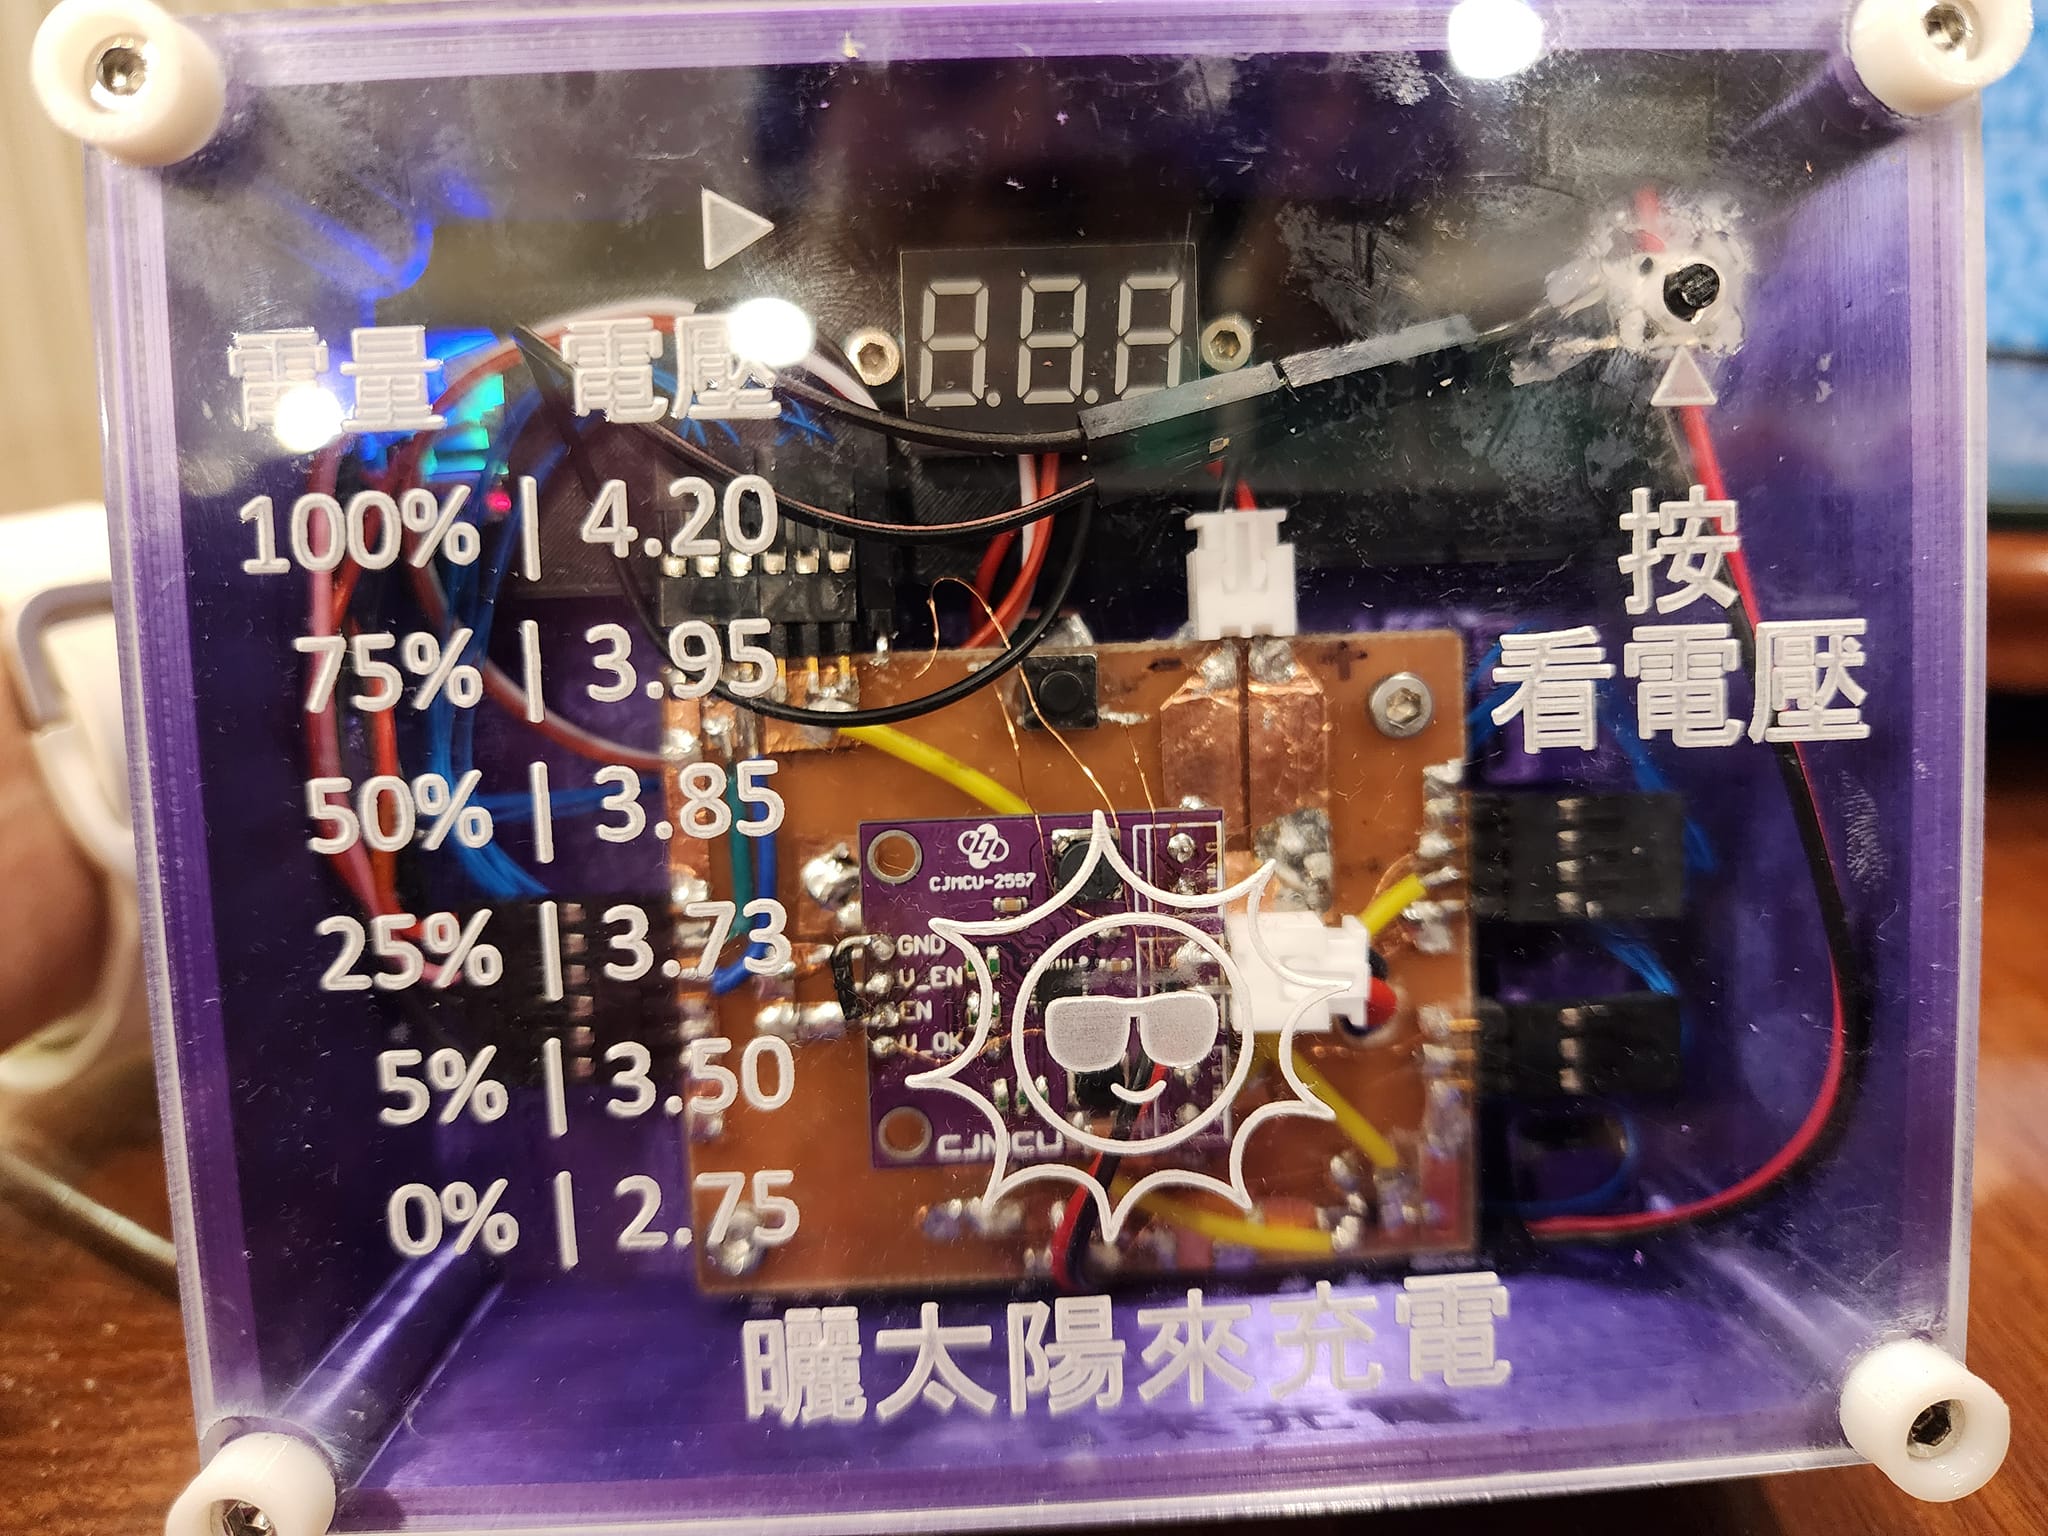 電量 電壓
100% | 4.20
75% | 3.95
50% | 3.85
25% | 3.73
5% | 3.50
0% | 2.75
按
看電壓
- +
CJMCU-2557
GND
V_EN
EN
V_OK
CJMCU
曬太陽來充電